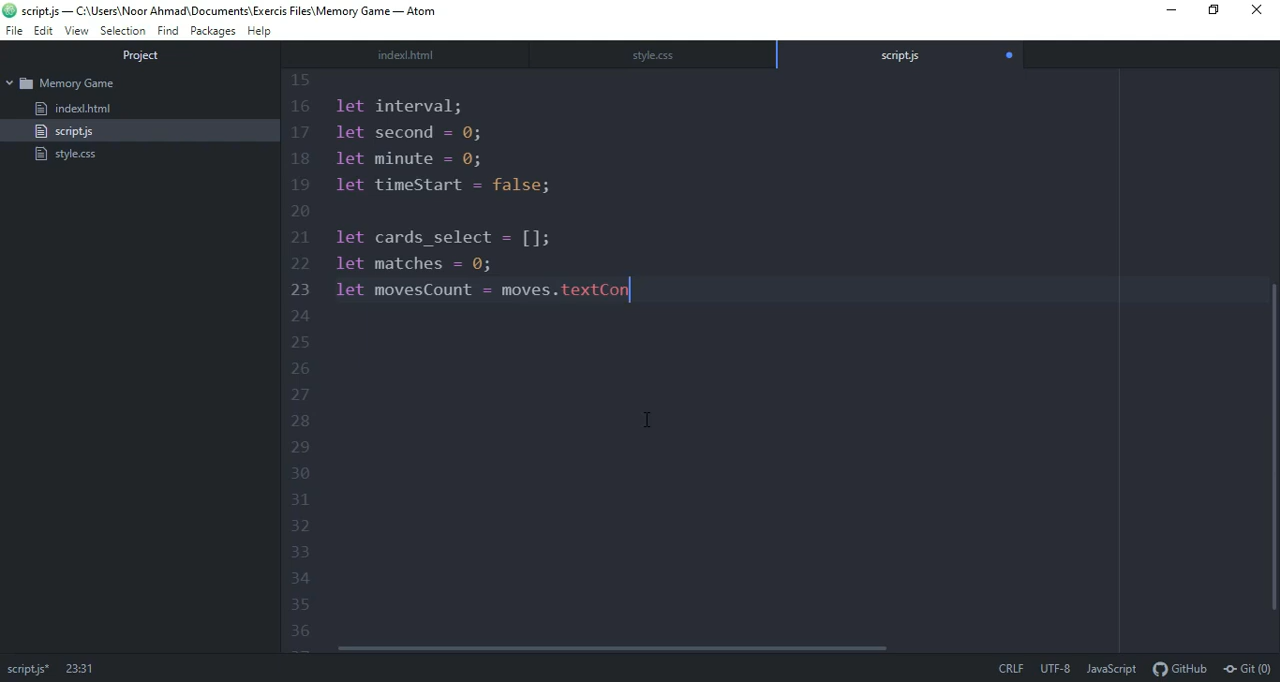 script.js — C:\Users\Noor Ahmad\Documents\Exercis Files\Memory Game — Atom
File Edit View Selection Find Packages Help
Project
indexl.html style.css script.js
Memory Game
indexl.html
script.js
style.css
15
16 let interval;
17 let second = 0;
18 let minute = 0;
19 let timeStart = false;
20
21 let cards_select = [];
22 let matches = 0;
23 let movesCount = moves.textCon
24
25
26
27
28
29
30
31
32
33
34
35
36
script.js* 23:31 CRLF UTF-8 JavaScript GitHub Git (0)